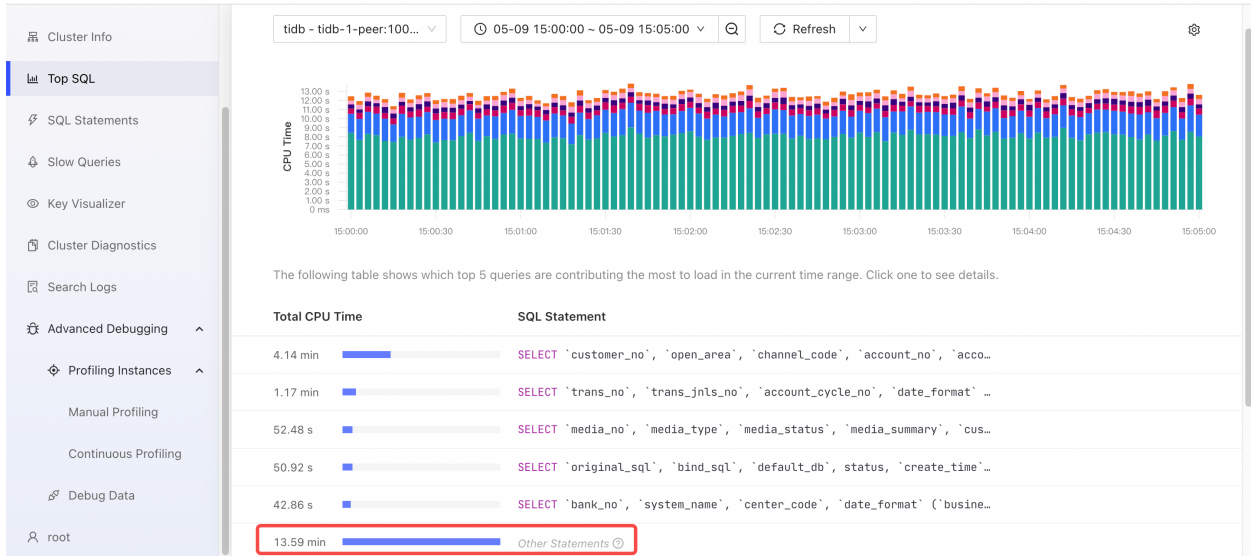 Cluster Info
Top SQL
SQL Statements
Slow Queries
Key Visualizer
Cluster Diagnostics
Search Logs
Advanced Debugging
Profiling Instances
Manual Profiling
Continuous Profiling
Debug Data
root
tidb - tidb-1-peer:100...
05-09 15:00:00 ~ 05-09 15:05:00
Refresh
CPU Time
13.00 s
12.00 s
11.00 s
10.00 s
9.00 s
8.00 s
7.00 s
6.00 s
5.00 s
4.00 s
3.00 s
2.00 s
1.00 s
0 ms
15:00:00 15:00:30 15:01:00 15:01:30 15:02:00 15:02:30 15:03:00 15:03:30 15:04:00 15:04:30 15:05:00
The following table shows which top 5 queries are contributing the most to load in the current time range. Click one to see details.
Total CPU Time SQL Statement
4.14 min SELECT `customer_no`, `open_area`, `channel_code`, `account_no`, `acco…
1.17 min SELECT `trans_no`, `trans_jnls_no`, `account_cycle_no`, `date_format` …
52.48 s SELECT `media_no`, `media_type`, `media_status`, `media_summary`, `cus…
50.92 s SELECT `original_sql`, `bind_sql`, `default_db`, status, `create_time`…
42.86 s SELECT `bank_no`, `system_name`, `center_code`, `date_format` (`busine…
13.59 min Other Statements